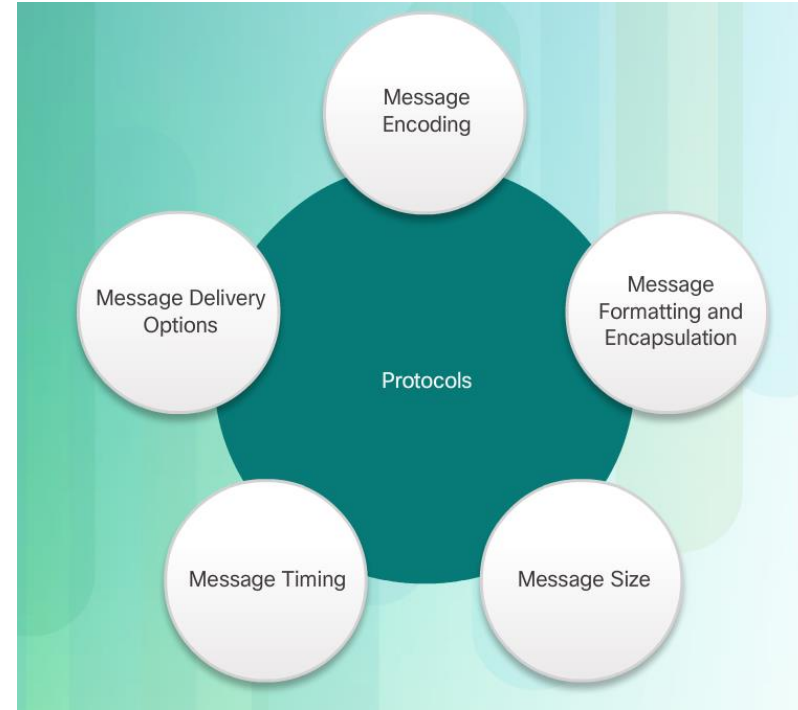 Message
Encoding
Message Delivery
Options
Message
Formatting and
Encapsulation
Protocols
Message Timing
Message Size